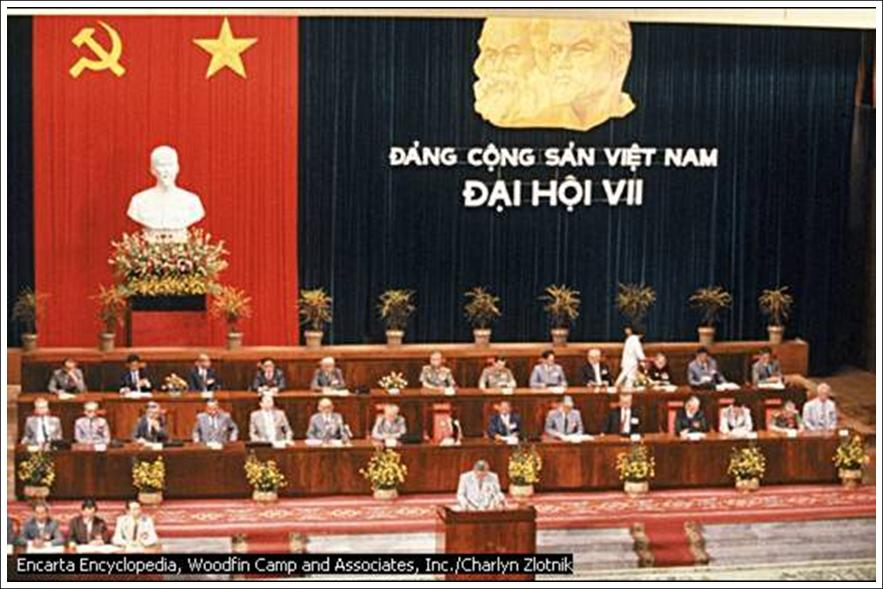 ĐẢNG CỘNG SẢN VIỆT NAM
ĐẠI HỘI VII
Encarta Encyclopedia, Woodfin Camp and Associates, Inc./Charlyn Zlotnik